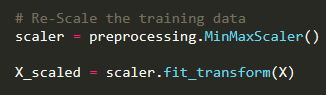 # Re-Scale the training data
scaler = preprocessing.MinMaxScaler()
X_scaled = scaler.fit_transform(X)